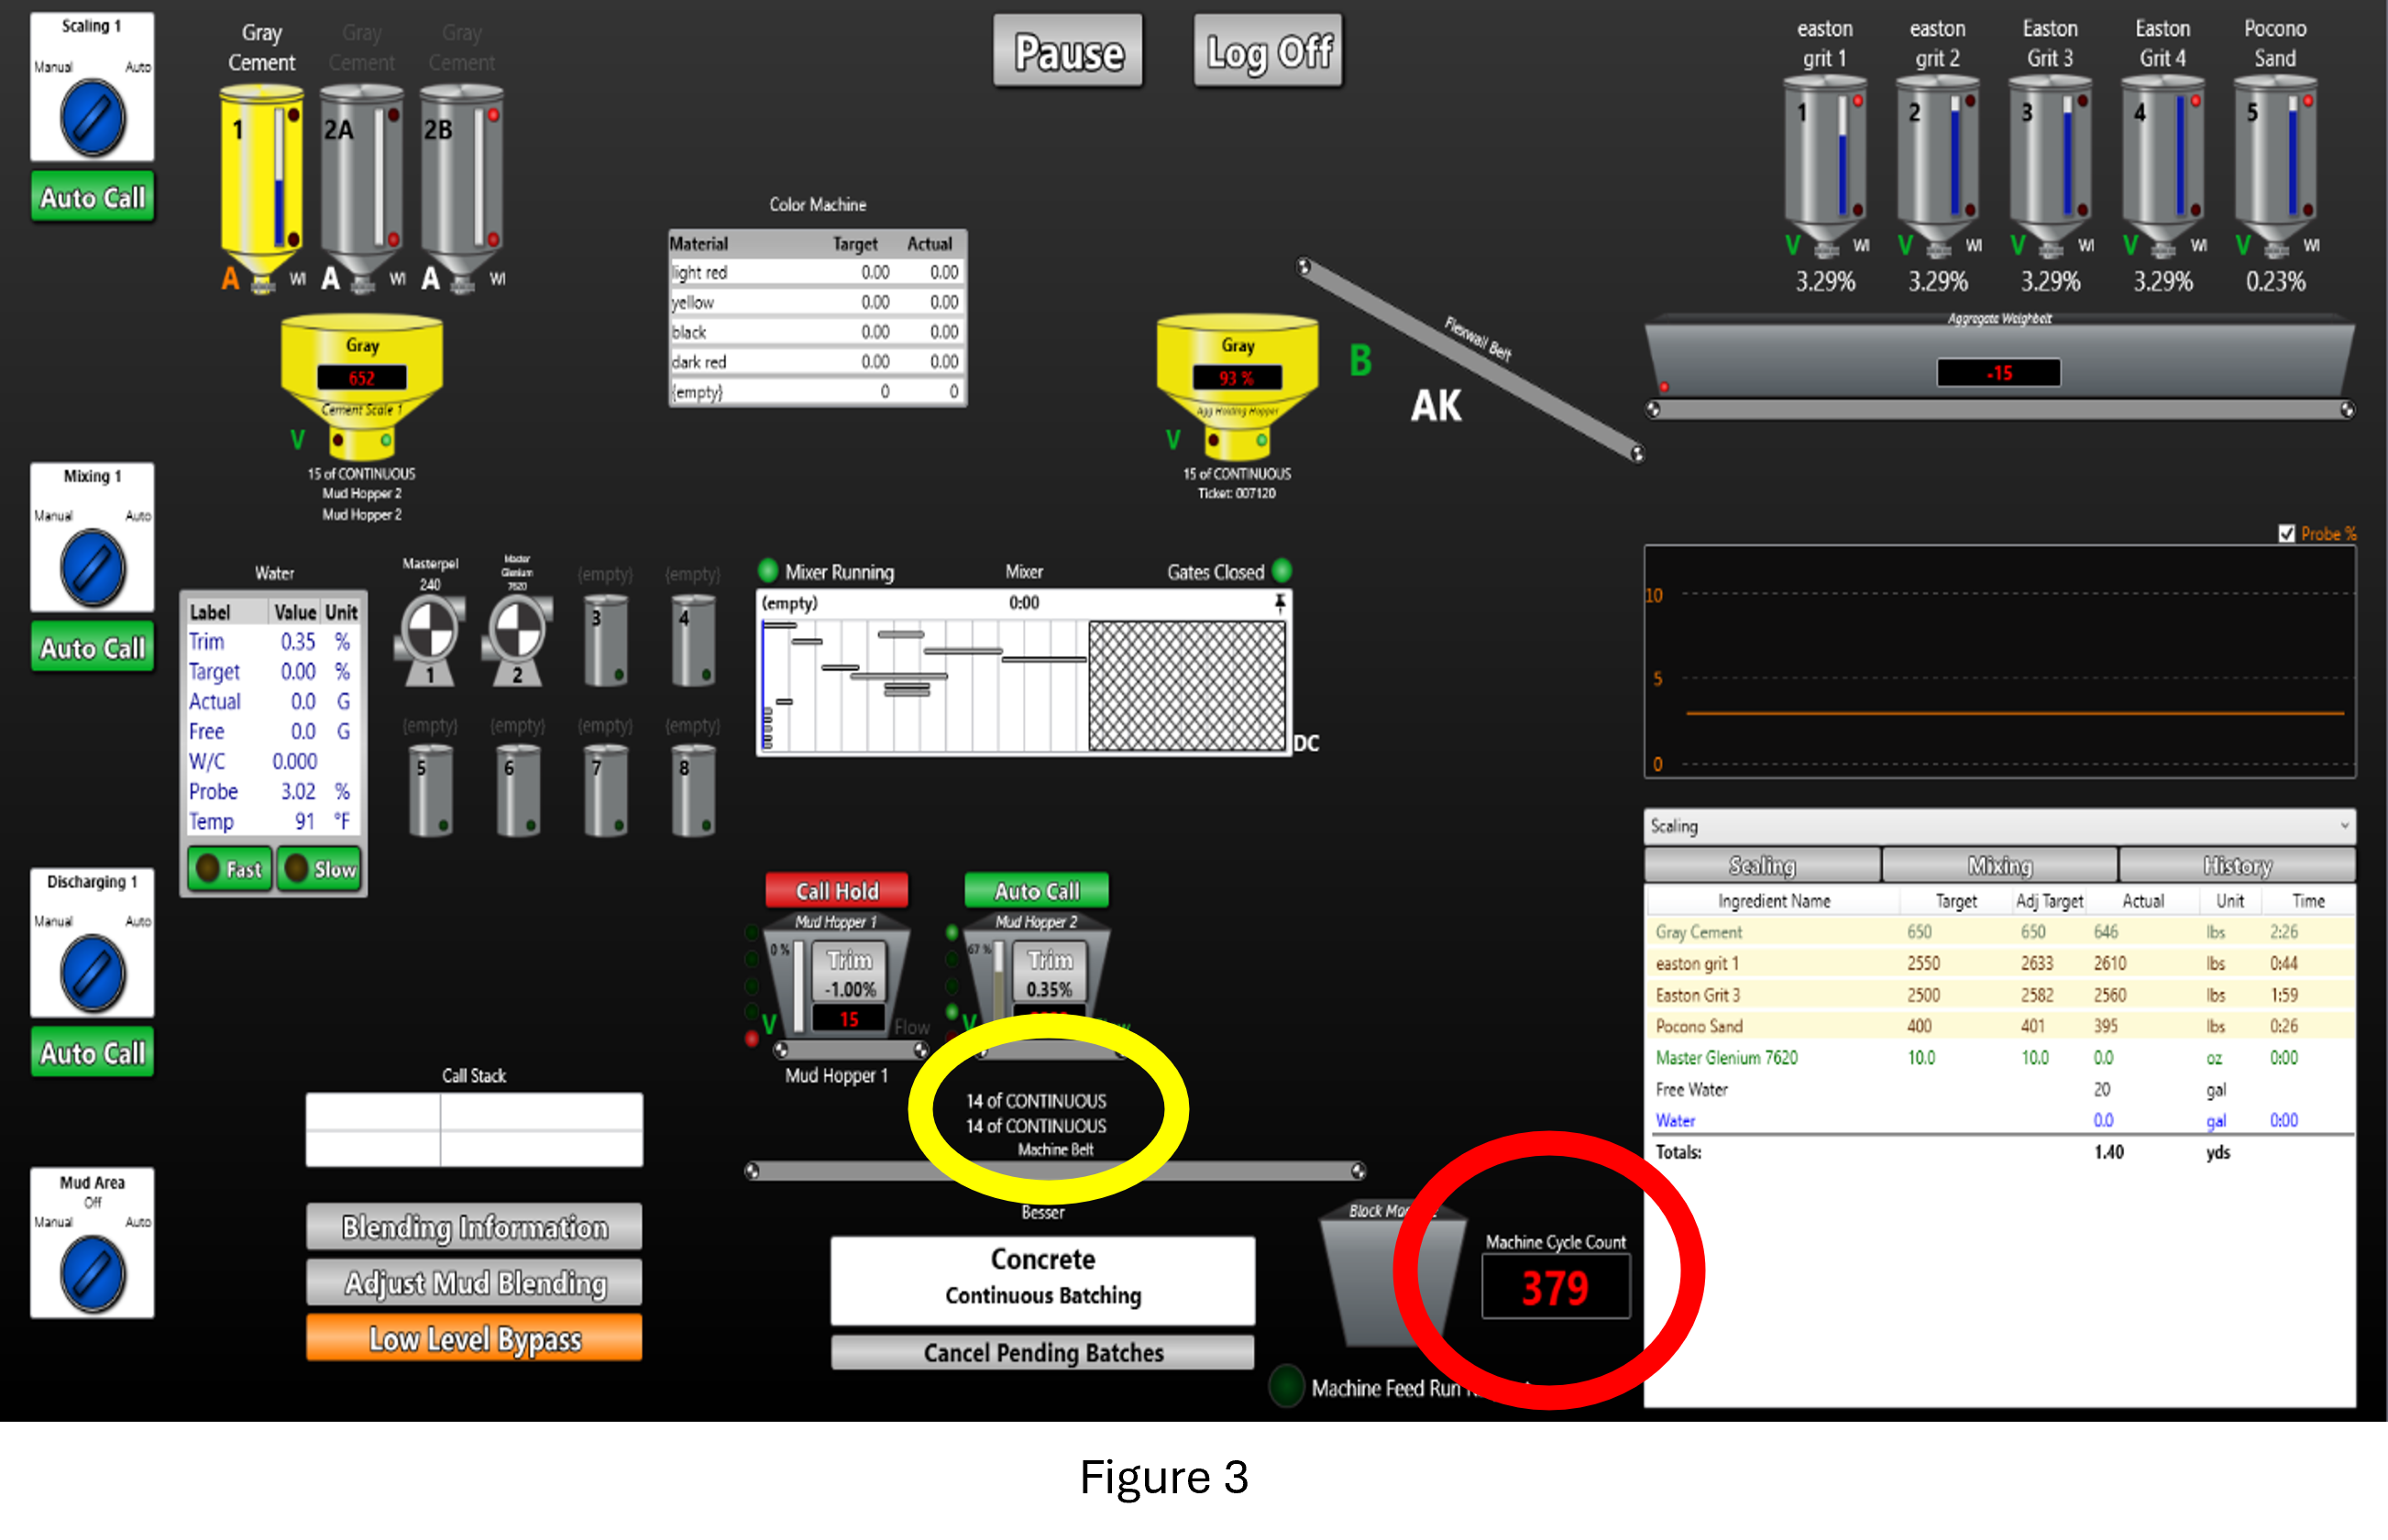 Scaling 1
Manual Auto
Auto Call
Gray Cement
Gray Cement
Gray Cement
1
2A
2B
A WI A WI A WI
Gray
652
Cement Scale 1
V
15 of CONTINUOUS
Mud Hopper 2
Mud Hopper 2
Pause
Log Off
Color Machine
Material Target Actual
light red 0.00 0.00
yellow 0.00 0.00
black 0.00 0.00
dark red 0.00 0.00
(empty) 0 0
Gray
93 %
Agg Holding Hopper
V
15 of CONTINUOUS
Ticket: 007120
B
AK
Flexwall Belt
easton grit 1
easton grit 2
Easton Grit 3
Easton Grit 4
Pocono Sand
1 2 3 4 5
V WI V WI V WI V WI V WI
3.29% 3.29% 3.29% 3.29% 0.23%
Aggregate Weighbelt
-15
Mixing 1
Manual Auto
Auto Call
Water
Label Value Unit
Trim 0.35 %
Target 0.00 %
Actual 0.0 G
Free 0.0 G
W/C 0.000
Probe 3.02 %
Temp 91 °F
Fast Slow
Masterpel 240
Master Glenium 7620
(empty)
(empty)
1 2 3 4
(empty) (empty) (empty) (empty)
5 6 7 8
Mixer Running Mixer Gates Closed
(empty) 0:00
DC
Probe %
10
5
0
Discharging 1
Manual Auto
Auto Call
Call Hold
Mud Hopper 1
0 %
Trim
-1.00%
15
V
Flow
Mud Hopper 1
Auto Call
Mud Hopper 2
67 %
Trim
0.35%
V
14 of CONTINUOUS
14 of CONTINUOUS
Machine Belt
Call Stack
Mud Area
Off
Manual Auto
Blending Information
Adjust Mud Blending
Low Level Bypass
Besser
Concrete
Continuous Batching
Cancel Pending Batches
Block
Machine Cycle Count
379
Machine Feed Run
Scaling
Scaling Mixing History
Ingredient Name Target Adj Target Actual Unit Time
Gray Cement 650 650 646 lbs 2:26
easton grit 1 2550 2633 2610 lbs 0:44
Easton Grit 3 2500 2582 2560 lbs 1:59
Pocono Sand 400 401 395 lbs 0:26
Master Glenium 7620 10.0 10.0 0.0 oz 0:00
Free Water 20 gal
Water 0.0 gal 0:00
Totals: 1.40 yds
Figure 3